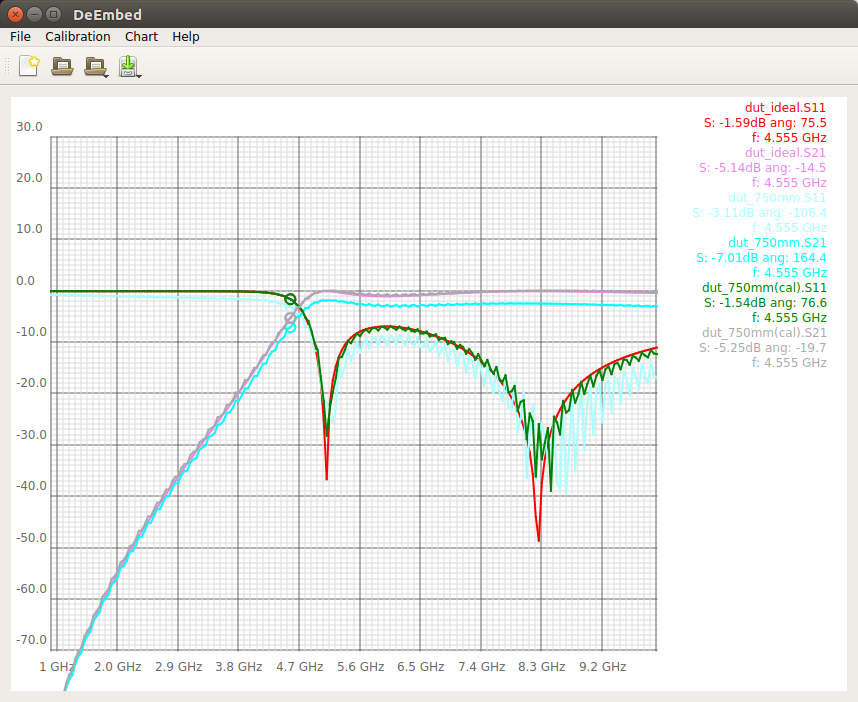 DeEmbed
File Calibration Chart Help
dut_ideal.S11
S: -1.59dB ang: 75.5
f: 4.555 GHz
dut_ideal.S21
S: -5.14dB ang: -14.5
f: 4.555 GHz
dut_750mm.S11
S: -3.11dB ang: -106.4
f: 4.555 GHz
dut_750mm.S21
S: -7.01dB ang: 164.4
f: 4.555 GHz
dut_750mm(cal).S11
S: -1.54dB ang: 76.6
f: 4.555 GHz
dut_750mm(cal).S21
S: -5.25dB ang: -19.7
f: 4.555 GHz
30.0
20.0
10.0
0.0
-10.0
-20.0
-30.0
-40.0
-50.0
-60.0
-70.0
1 GHz 2.0 GHz 2.9 GHz 3.8 GHz 4.7 GHz 5.6 GHz 6.5 GHz 7.4 GHz 8.3 GHz 9.2 GHz